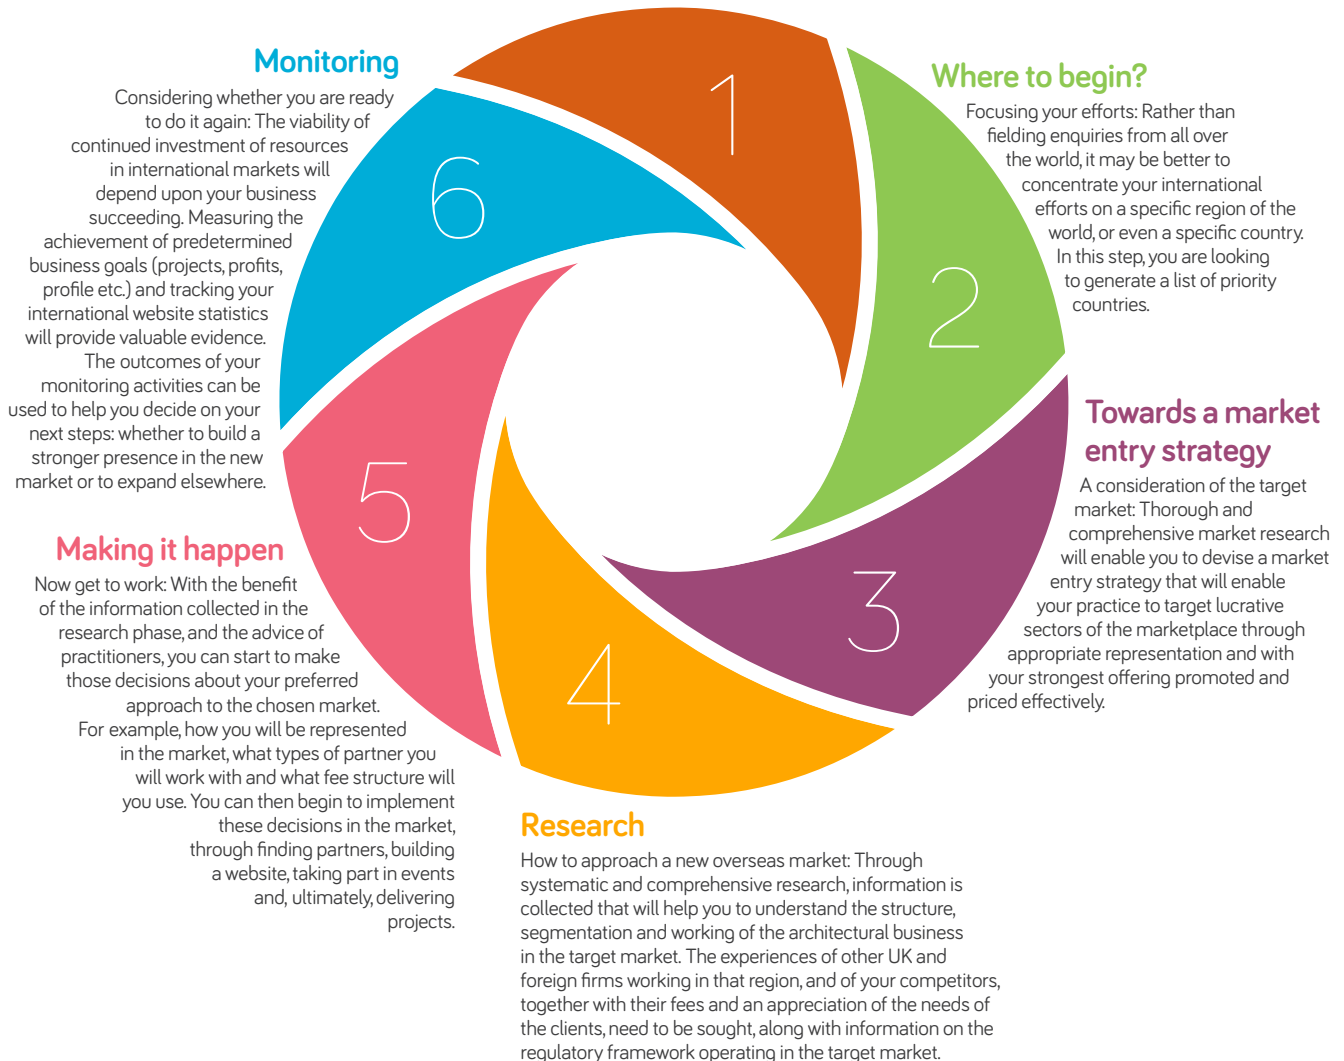 1
2
3
4
5
6
Where to begin?
Focusing your efforts: Rather than
fielding enquiries from all over
the world, it may be better to
concentrate your international
efforts on a specific region of the
world, or even a specific country.
In this step, you are looking
to generate a list of priority
countries.
Towards a market
entry strategy
A consideration of the target
market: Thorough and
comprehensive market research
will enable you to devise a market
entry strategy that will enable
your practice to target lucrative
sectors of the marketplace through
appropriate representation and with
your strongest offering promoted and
priced effectively.
Research
How to approach a new overseas market: Through
systematic and comprehensive research, information is
collected that will help you to understand the structure,
segmentation and working of the architectural business
in the target market. The experiences of other UK and
foreign firms working in that region, and of your competitors,
together with their fees and an appreciation of the needs of
the clients, need to be sought, along with information on the
regulatory framework operating in the target market.
Making it happen
Now get to work: With the benefit
of the information collected in the
research phase, and the advice of
practitioners, you can start to make
those decisions about your preferred
approach to the chosen market.
For example, how you will be represented
in the market, what types of partner you
will work with and what fee structure will
you use. You can then begin to implement
these decisions in the market,
through finding partners, building
a website, taking part in events
and, ultimately, delivering
projects.
Monitoring
Considering whether you are ready
to do it again: The viability of
continued investment of resources
in international markets will
depend upon your business
succeeding. Measuring the
achievement of predetermined
business goals (projects, profits,
profile etc.) and tracking your
international website statistics
will provide valuable evidence.
The outcomes of your
monitoring activities can be
used to help you decide on your
next steps: whether to build a
stronger presence in the new
market or to expand elsewhere.